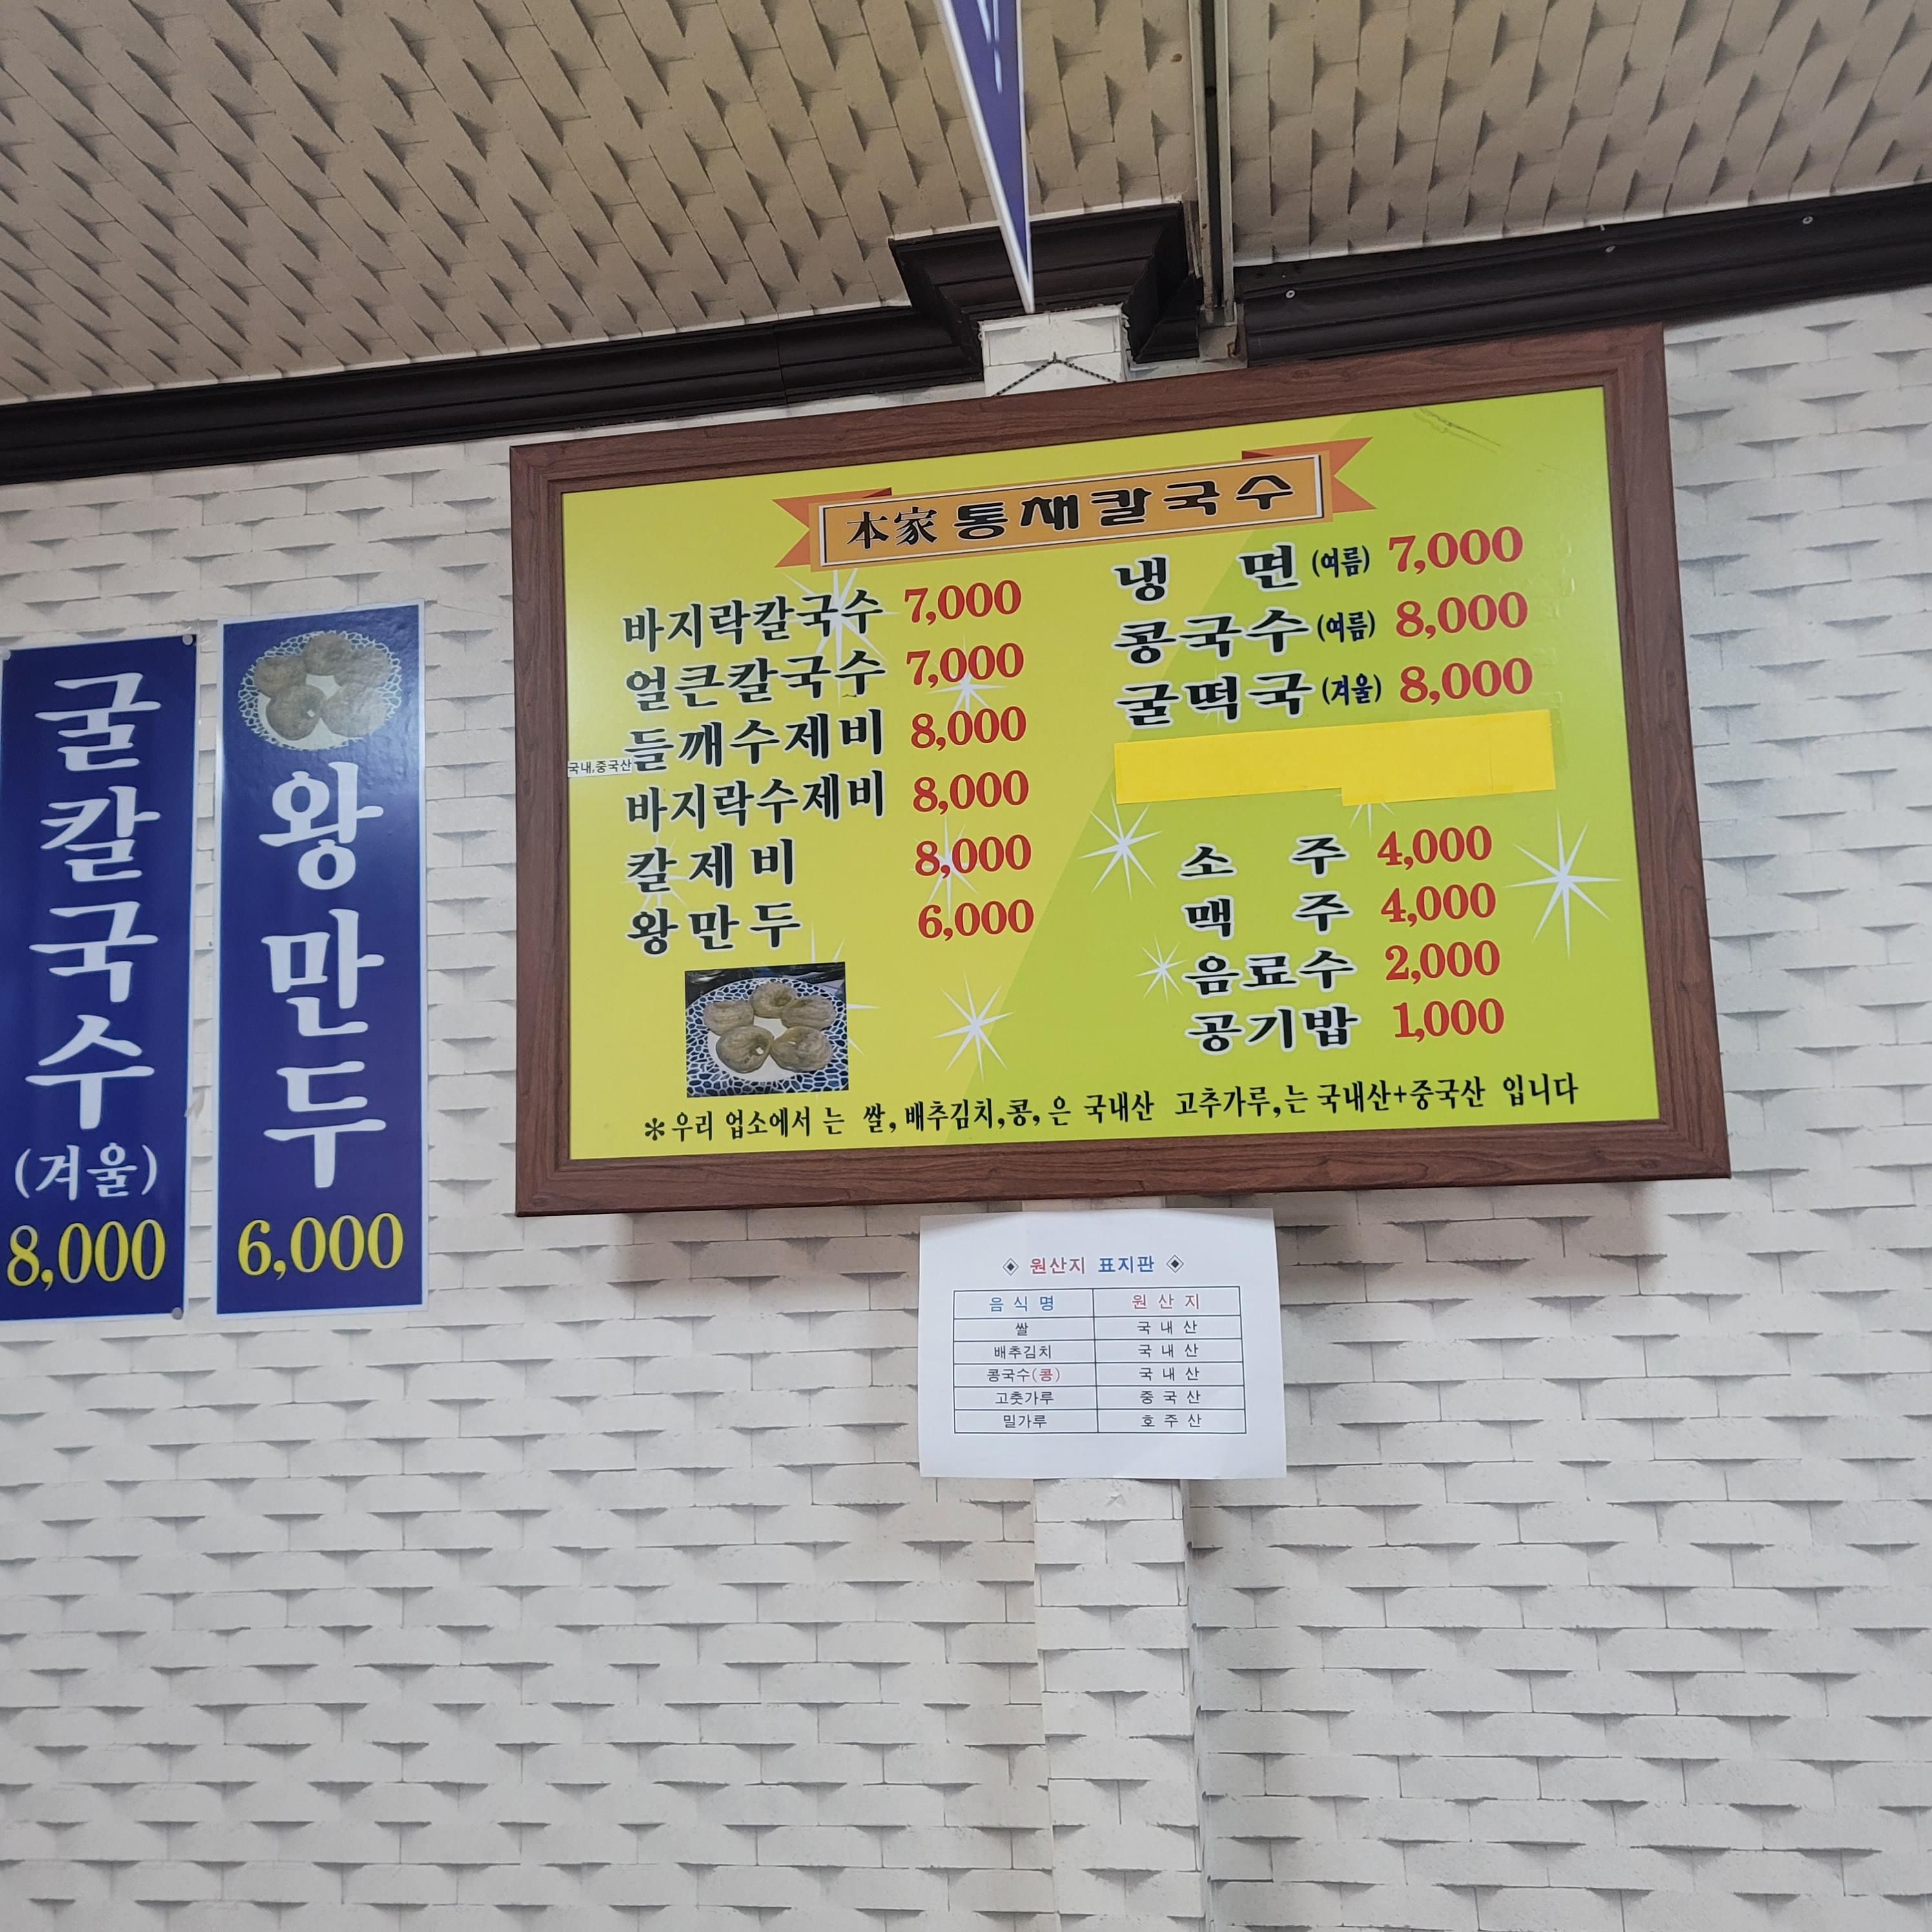 굴칼국수
(겨울)
8,000
왕만두
6,000
本家 통채칼국수
바지락칼국수 7,000
얼큰칼국수 7,000
국내,중국산 들깨수제비 8,000
바지락수제비 8,000
칼제비 8,000
왕만두 6,000
냉면 (여름) 7,000
콩국수 (여름) 8,000
굴떡국 (겨울) 8,000
소주 4,000
맥주 4,000
음료수 2,000
공기밥 1,000
*우리 업소에서 는 쌀, 배추김치,콩, 은 국내산 고추가루,는 국내산+중국산 입니다
◈ 원산지 표지판 ◈
음식명 원산지
쌀 국내산
배추김치 국내산
콩국수(콩) 국내산
고춧가루 중국산
밀가루 호주산